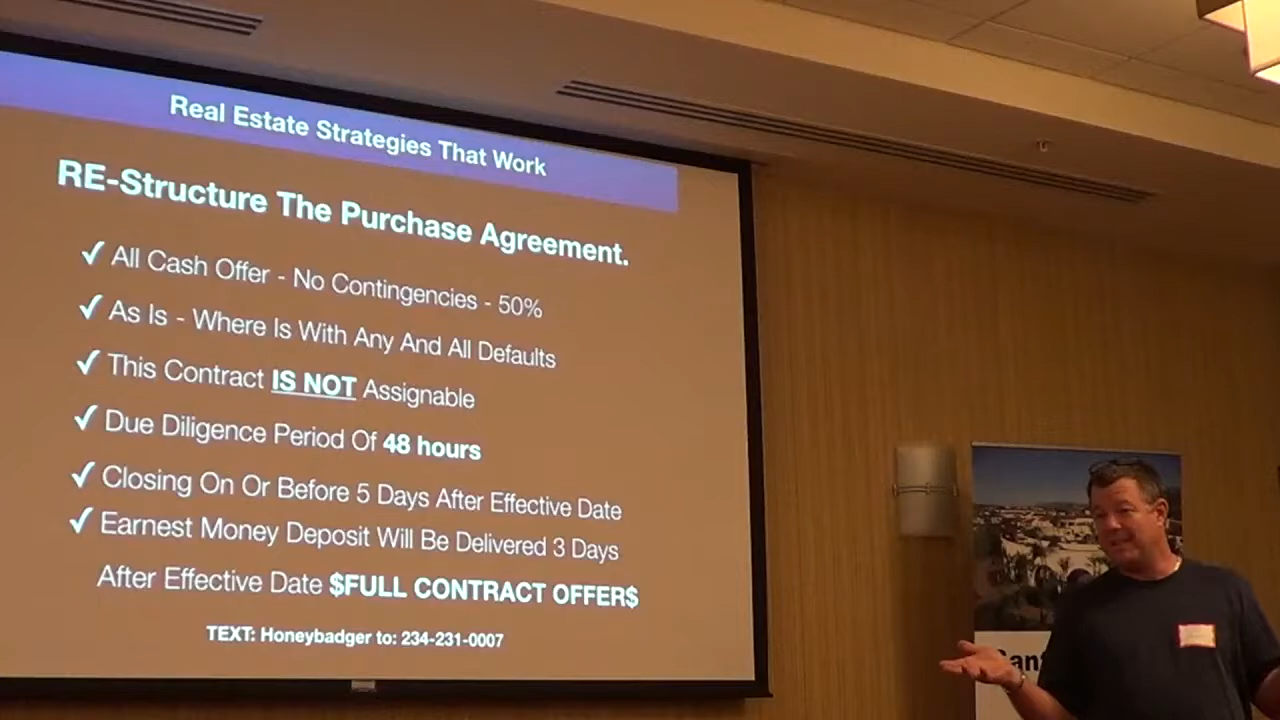 Real Estate Strategies That Work
RE-Structure The Purchase Agreement.
✓ All Cash Offer - No Contingencies - 50%
✓ As Is - Where Is With Any And All Defaults
✓ This Contract IS NOT Assignable
✓ Due Diligence Period Of 48 hours
✓ Closing On Or Before 5 Days After Effective Date
✓ Earnest Money Deposit Will Be Delivered 3 Days
After Effective Date $FULL CONTRACT OFFER$
TEXT: Honeybadger to: 234-231-0007